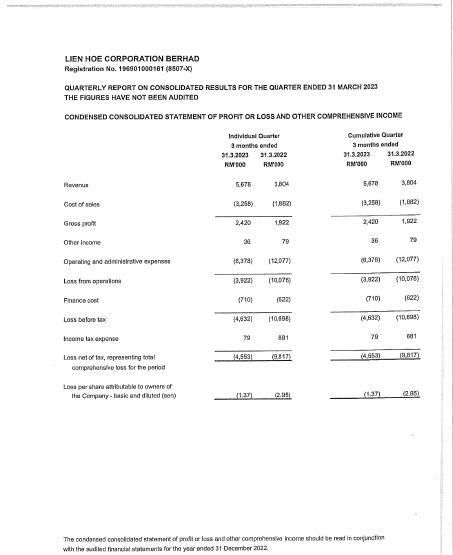 LIEN HOE CORPORATION BERHAD
Registration No. 196901000161 (8507-X)
QUARTERLY REPORT ON CONSOLIDATED RESULTS FOR THE QUARTER ENDED 31 MARCH 2023
THE FIGURES HAVE NOT BEEN AUDITED
CONDENSED CONSOLIDATED STATEMENT OF PROFIT OR LOSS AND OTHER COMPREHENSIVE INCOME
Individual Quarter Cumulative Quarter
3 months ended 3 months ended
31.3.2023 31.3.2022 31.3.2023 31.3.2022
RM'000 RM'000 RM'000 RM'000
Revenue 5,678 3,804 5,678 3,804
Cost of sales (3,258) (1,882) (3,258) (1,882)
Gross profit 2,420 1,922 2,420 1,922
Other income 36 79 36 79
Operating and administrative expenses (6,378) (12,077) (6,378) (12,077)
Loss from operations (3,922) (10,076) (3,922) (10,076)
Finance cost (710) (622) (710) (622)
Loss before tax (4,632) (10,698) (4,632) (10,698)
Income tax expense 79 881 79 881
Loss net of tax, representing total (4,553) (9,817) (4,553) (9,817)
comprehensive loss for the period
Loss per share attributable to owners of
the Company - basic and diluted (sen) (1.37) (2.95) (1.37) (2.95)
The condensed consolidated statement of profit or loss and other comprehensive income should be read in conjunction
with the audited financial statements for the year ended 31 December 2022.